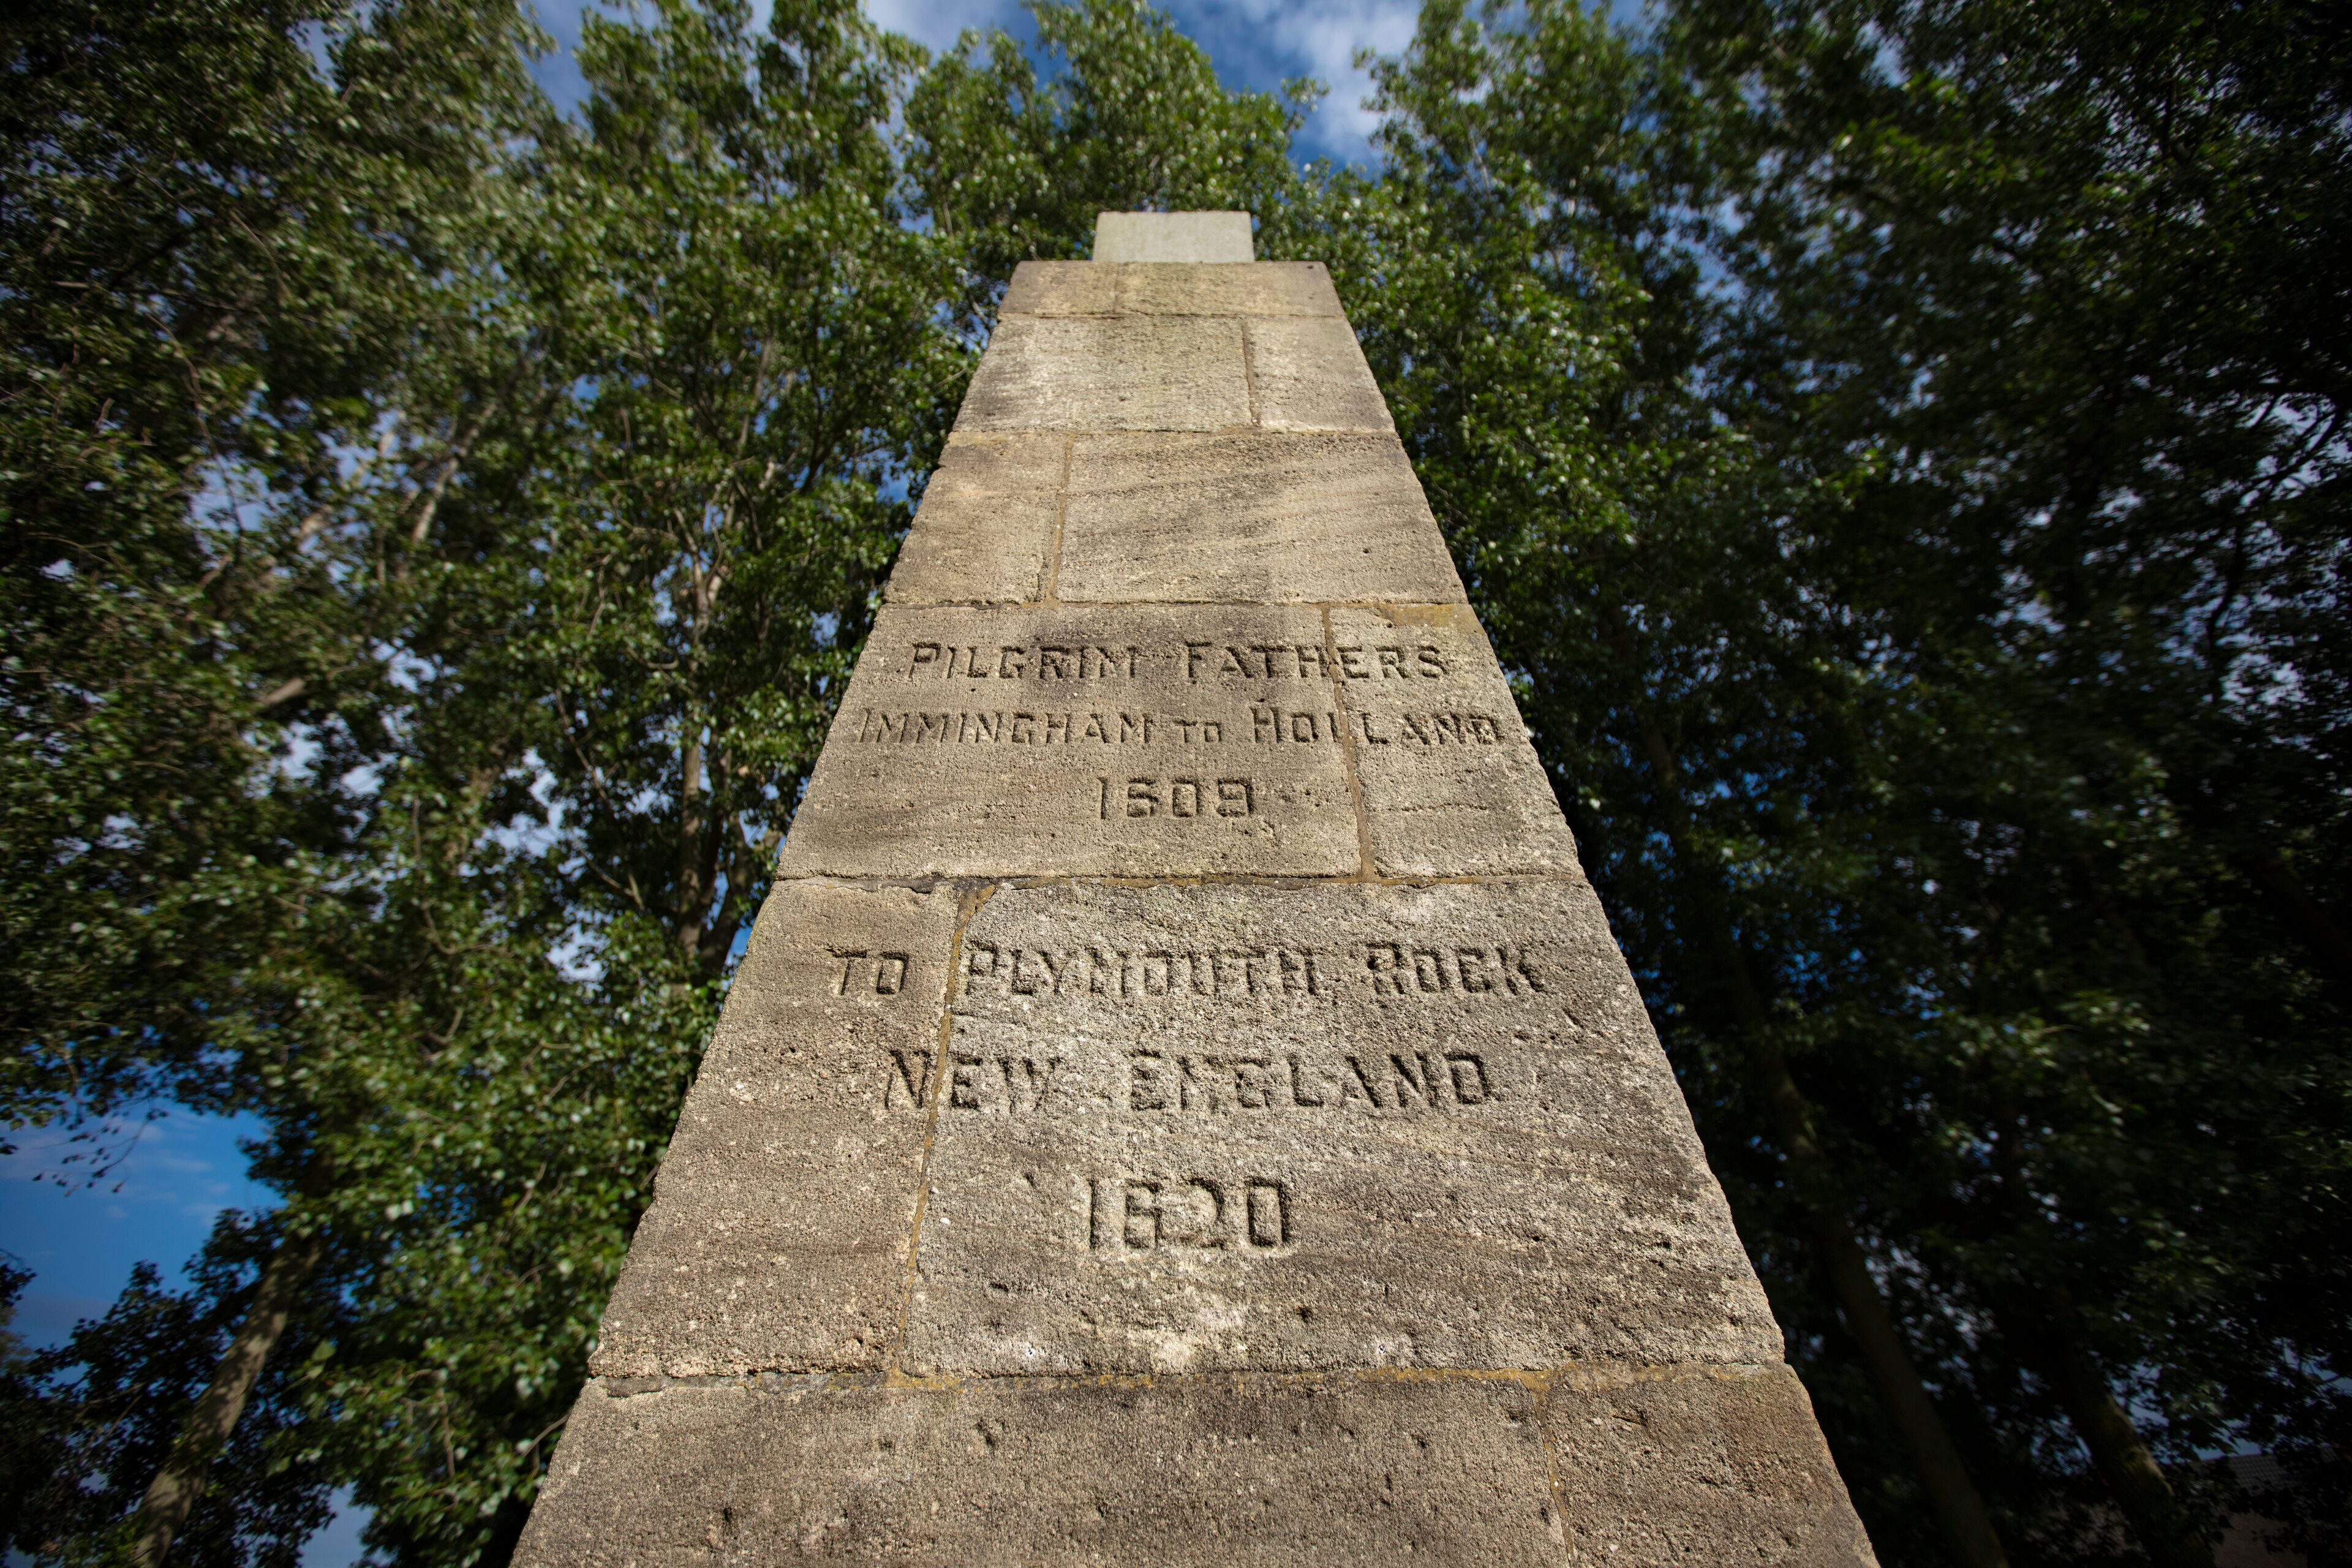 PILGRIM FATHERS
IMMINGHAM TO HOLLAND
1609
TO PLYMOUTH ROCK
NEW ENGLAND
1620